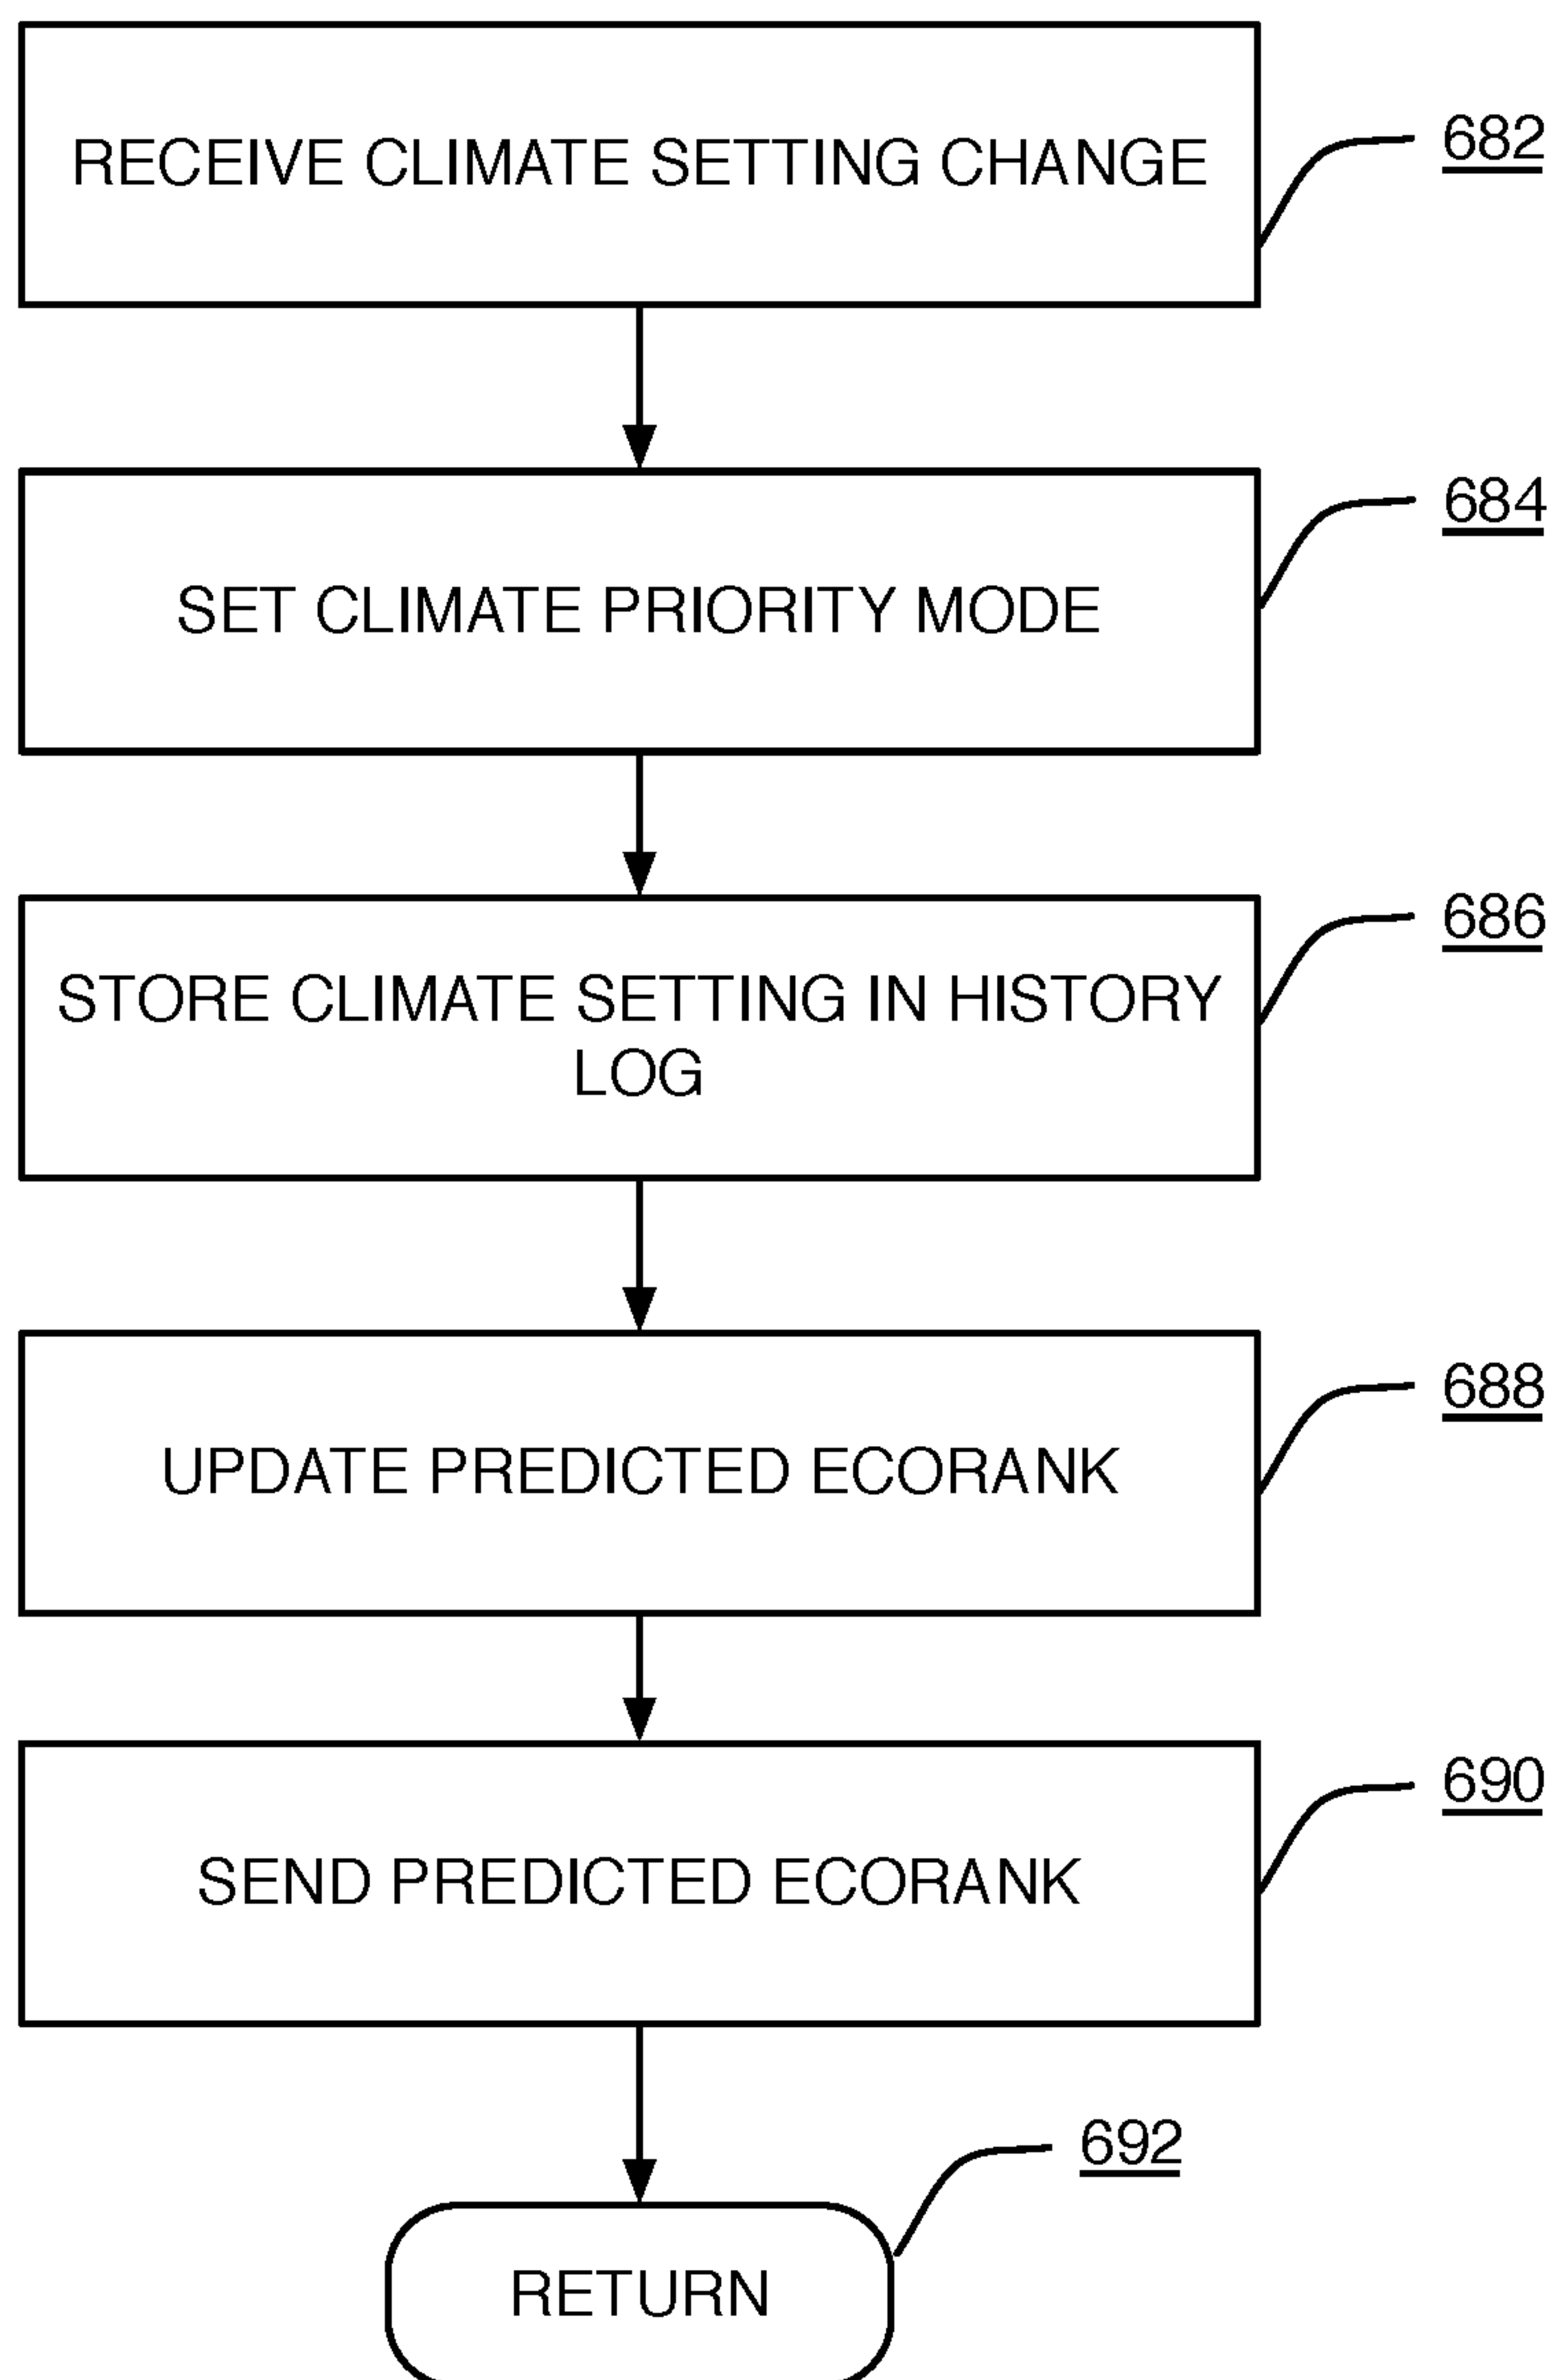 RECEIVE CLIMATE SETTING CHANGE
682
SET CLIMATE PRIORITY MODE
684
STORE CLIMATE SETTING IN HISTORY
LOG
686
UPDATE PREDICTED ECORANK
688
SEND PREDICTED ECORANK
690
RETURN
692